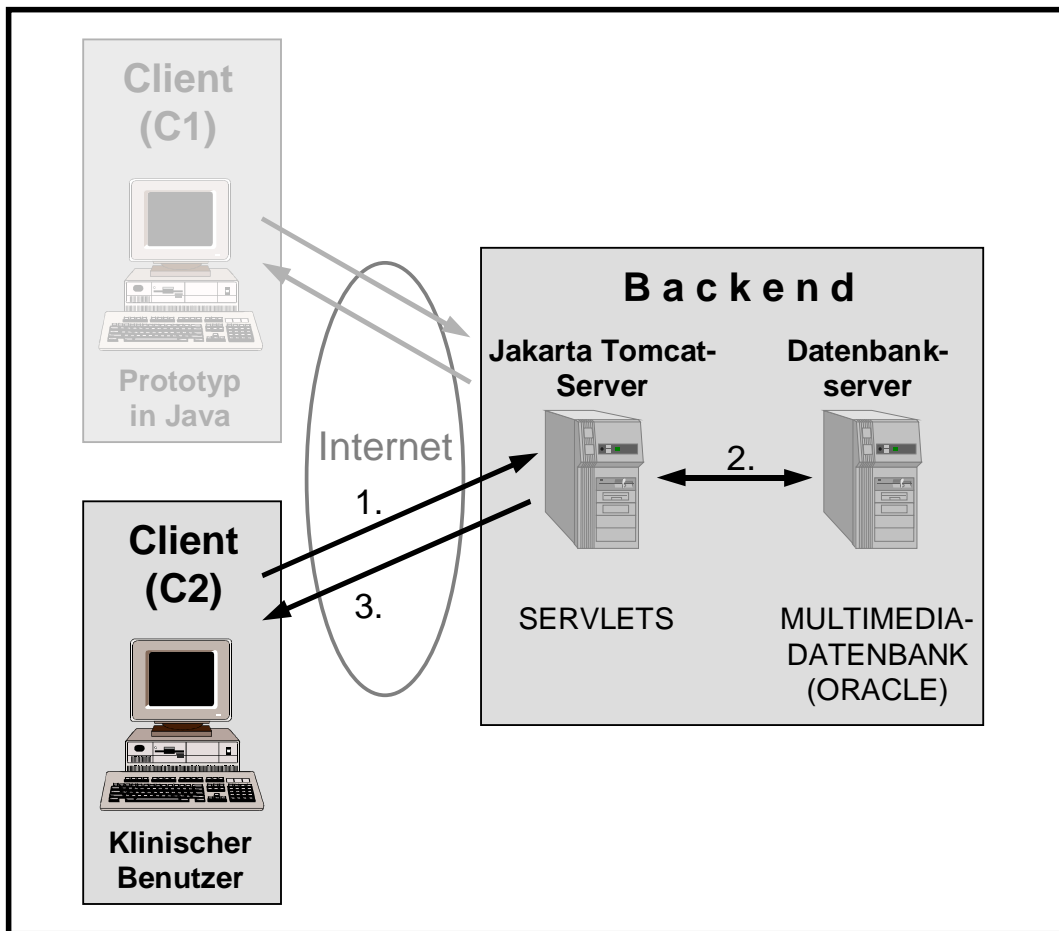 Client
(C1)
Prototyp
in Java
Internet
1.
3.
Client
(C2)
Klinischer
Benutzer
Backend
Jakarta Tomcat-
Server
Datenbank-
server
2.
SERVLETS
MULTIMEDIA-
DATENBANK
(ORACLE)